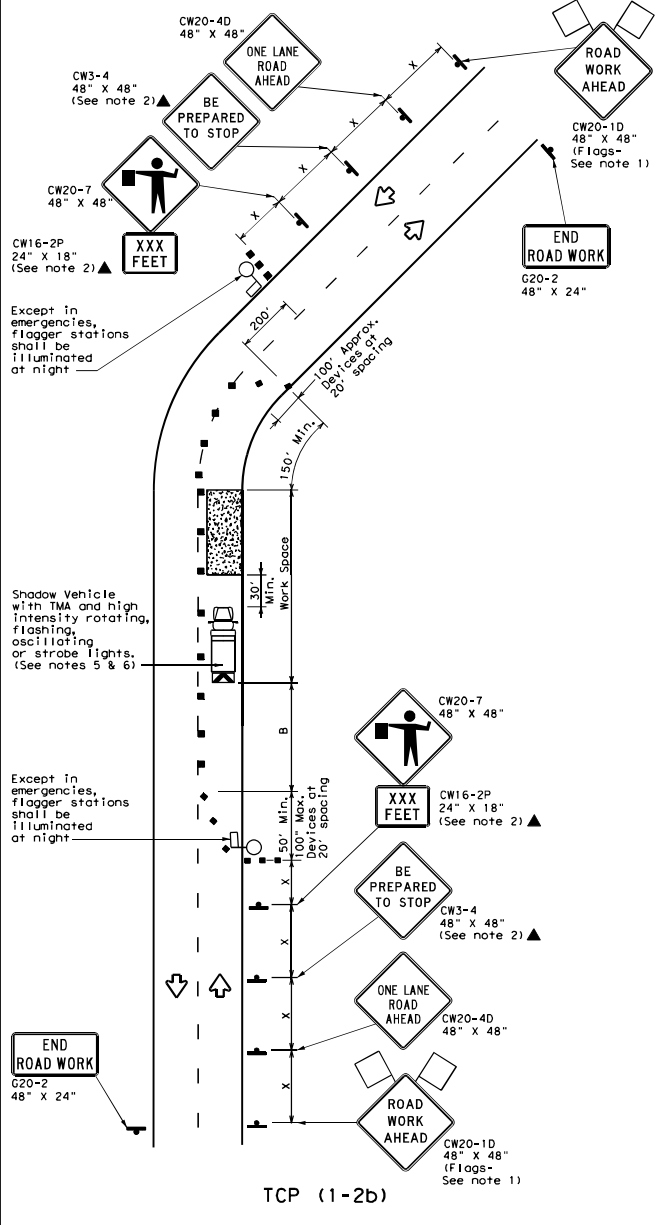 CW20-4D
48" X 48"
ONE LANE
ROAD
AHEAD
X
ROAD
WORK
AHEAD
CW3-4
48" X 48"
(See note 2)▲
BE
PREPARED
TO STOP
X
CW20-1D
48" X 48"
(Flags-
See note 1)
CW20-7
48" X 48"
X
XXX
FEET
CW16-2P
24" X 18"
(See note 2)▲
X
END
ROAD WORK
G20-2
48" X 24"
Except in
emergencies,
flagger stations
shall be
illuminated
at night
200'
100' Approx.
Devices at
20' spacing
150' Min.
Work Space
30'
Min.
Shadow Vehicle
with TMA and high
intensity rotating,
flashing,
oscillating
or strobe lights.
(See notes 5 & 6)
B
CW20-7
48" X 48"
Except in
emergencies,
flagger stations
shall be
illuminated
at night
50' Min.
100" Max.
Devices at
20' spacing
XXX
FEET
CW16-2P
24" X 18"
(See note 2)▲
X
BE
PREPARED
TO STOP
CW3-4
48" X 48"
(See note 2)▲
X
X
ONE LANE
ROAD
AHEAD
CW20-4D
48" X 48"
X
END
ROAD WORK
G20-2
48" X 24"
ROAD
WORK
AHEAD
CW20-1D
48" X 48"
(Flags-
See note 1)
TCP (1-2b)